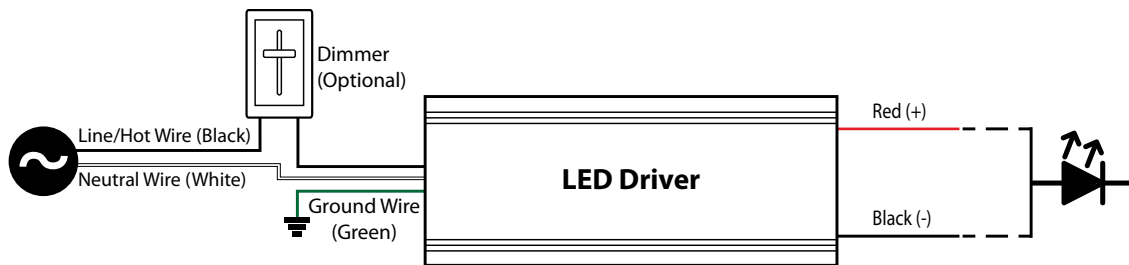 Dimmer
(Optional)
Line/Hot Wire (Black)
Neutral Wire (White)
Ground Wire
(Green)
LED Driver
Red (+)
Black (-)